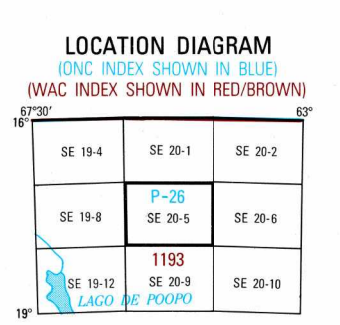 LOCATION DIAGRAM
(ONC INDEX SHOWN IN BLUE)
(WAC INDEX SHOWN IN RED/BROWN)
67°30′ 63°
16°
SE 19-4 SE 20-1 SE 20-2
P-26
SE 19-8 SE 20-5 SE 20-6
1193
SE 19-12 SE 20-9 SE 20-10
LAGO DE POOPO
19°